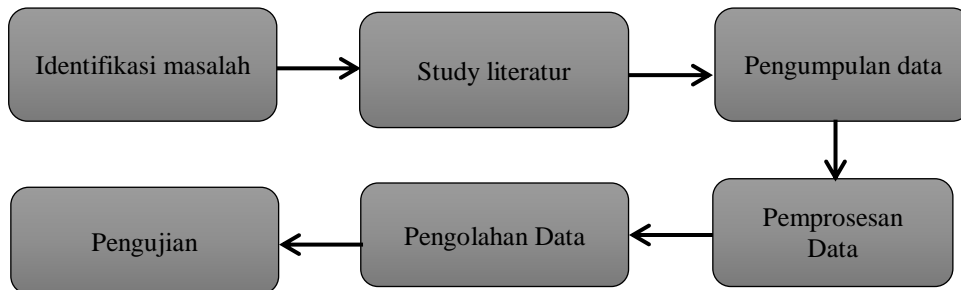 Identifikasi masalah
Study literatur
Pengumpulan data
Pemprosesan
Data
Pengolahan Data
Pengujian